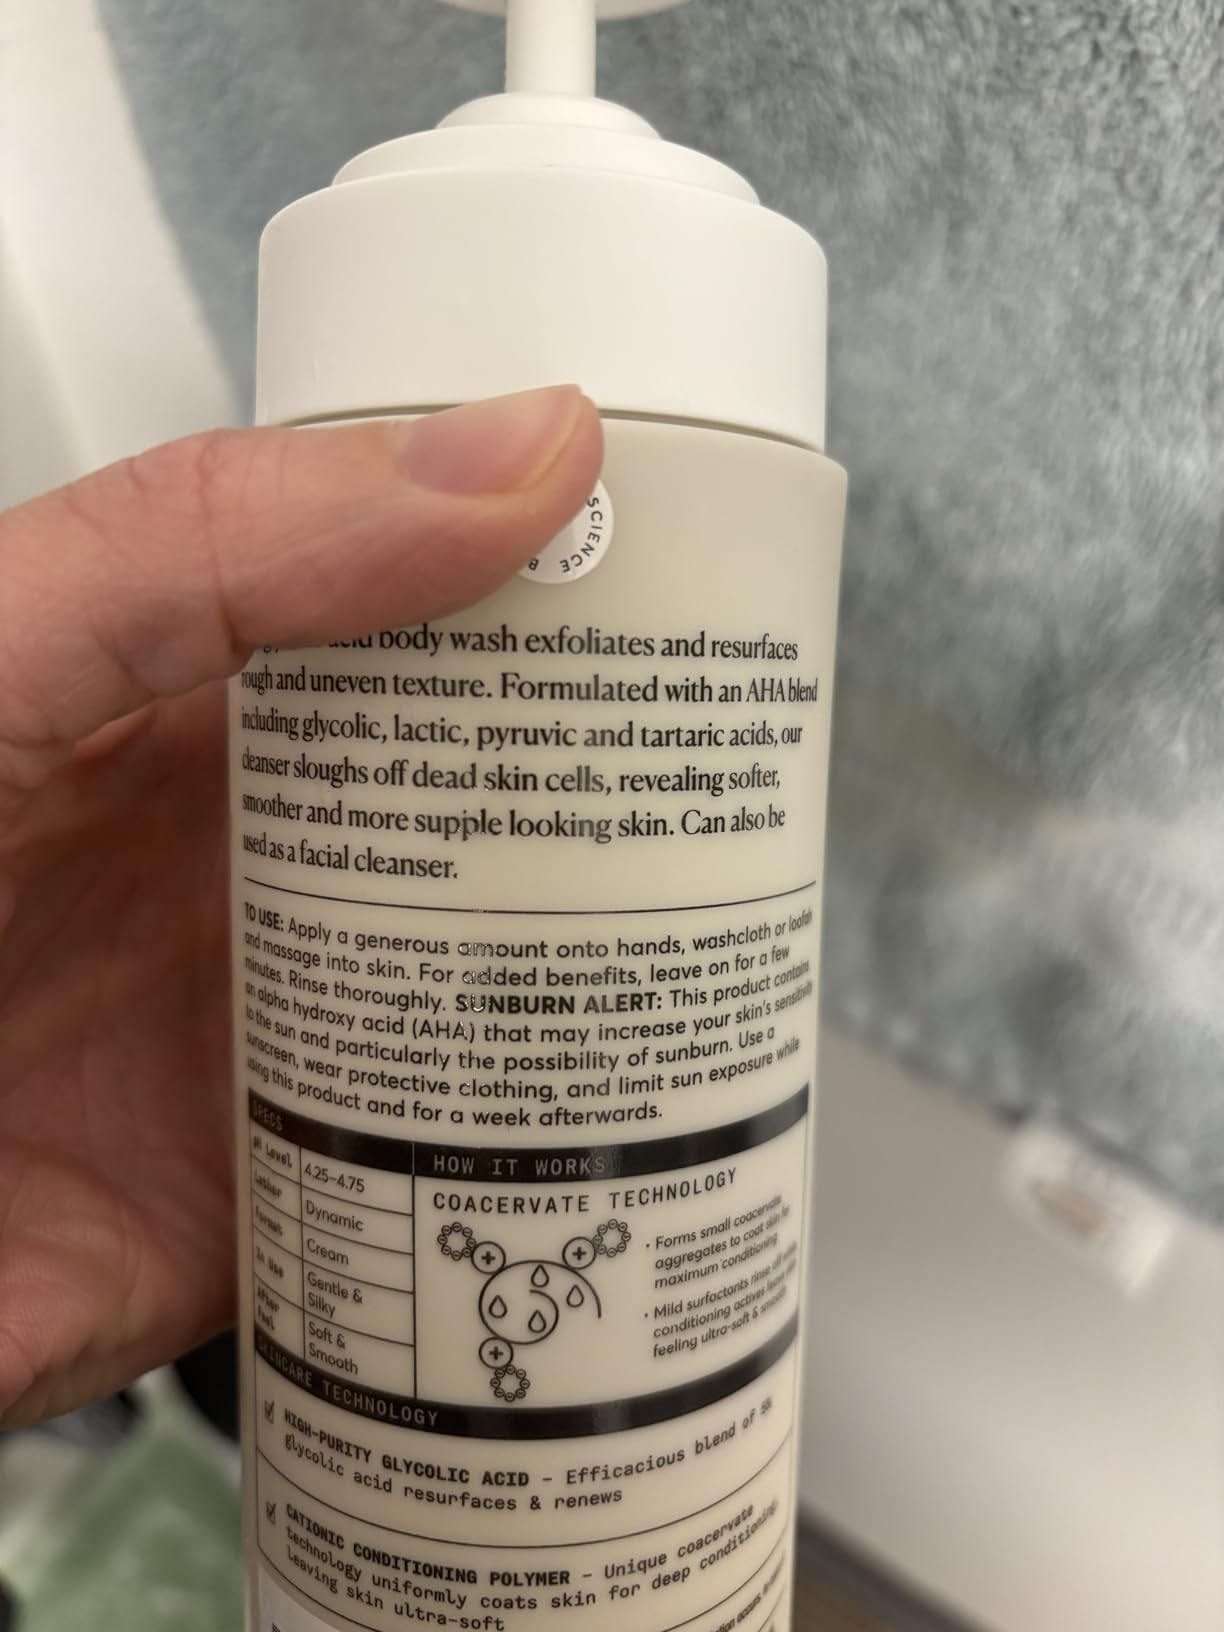 SCIENCE
body wash exfoliates and resurfaces
rough and uneven texture. Formulated with an AHA blend
including glycolic, lactic, pyruvic and tartaric acids, our
cleanser sloughs off dead skin cells, revealing softer,
smoother and more supple looking skin. Can also be
used as a facial cleanser.
TO USE: Apply a generous amount onto hands, washcloth or loofah
and massage into skin. For added benefits, leave on for a few
minutes. Rinse thoroughly. SUNBURN ALERT: This product contains
an alpha hydroxy acid (AHA) that may increase your skin's sensitivity
to the sun and particularly the possibility of sunburn. Use a
sunscreen, wear protective clothing, and limit sun exposure while
using this product and for a week afterwards.
SPECS
pH Level 4.25–4.75
Lather Dynamic
Format Cream
In Use Gentle &
Silky
After
Feel Soft &
Smooth
HOW IT WORKS
COACERVATE TECHNOLOGY
• Forms small coacervate
aggregates to coat skin for
maximum conditioning
• Mild surfactants rinse off while
conditioning actives leave skin
feeling ultra-soft & smooth
SKINCARE TECHNOLOGY
HIGH-PURITY GLYCOLIC ACID – Efficacious blend of 5%
glycolic acid resurfaces & renews
CATIONIC CONDITIONING POLYMER – Unique coacervate
technology uniformly coats skin for deep conditioning,
leaving skin ultra-soft